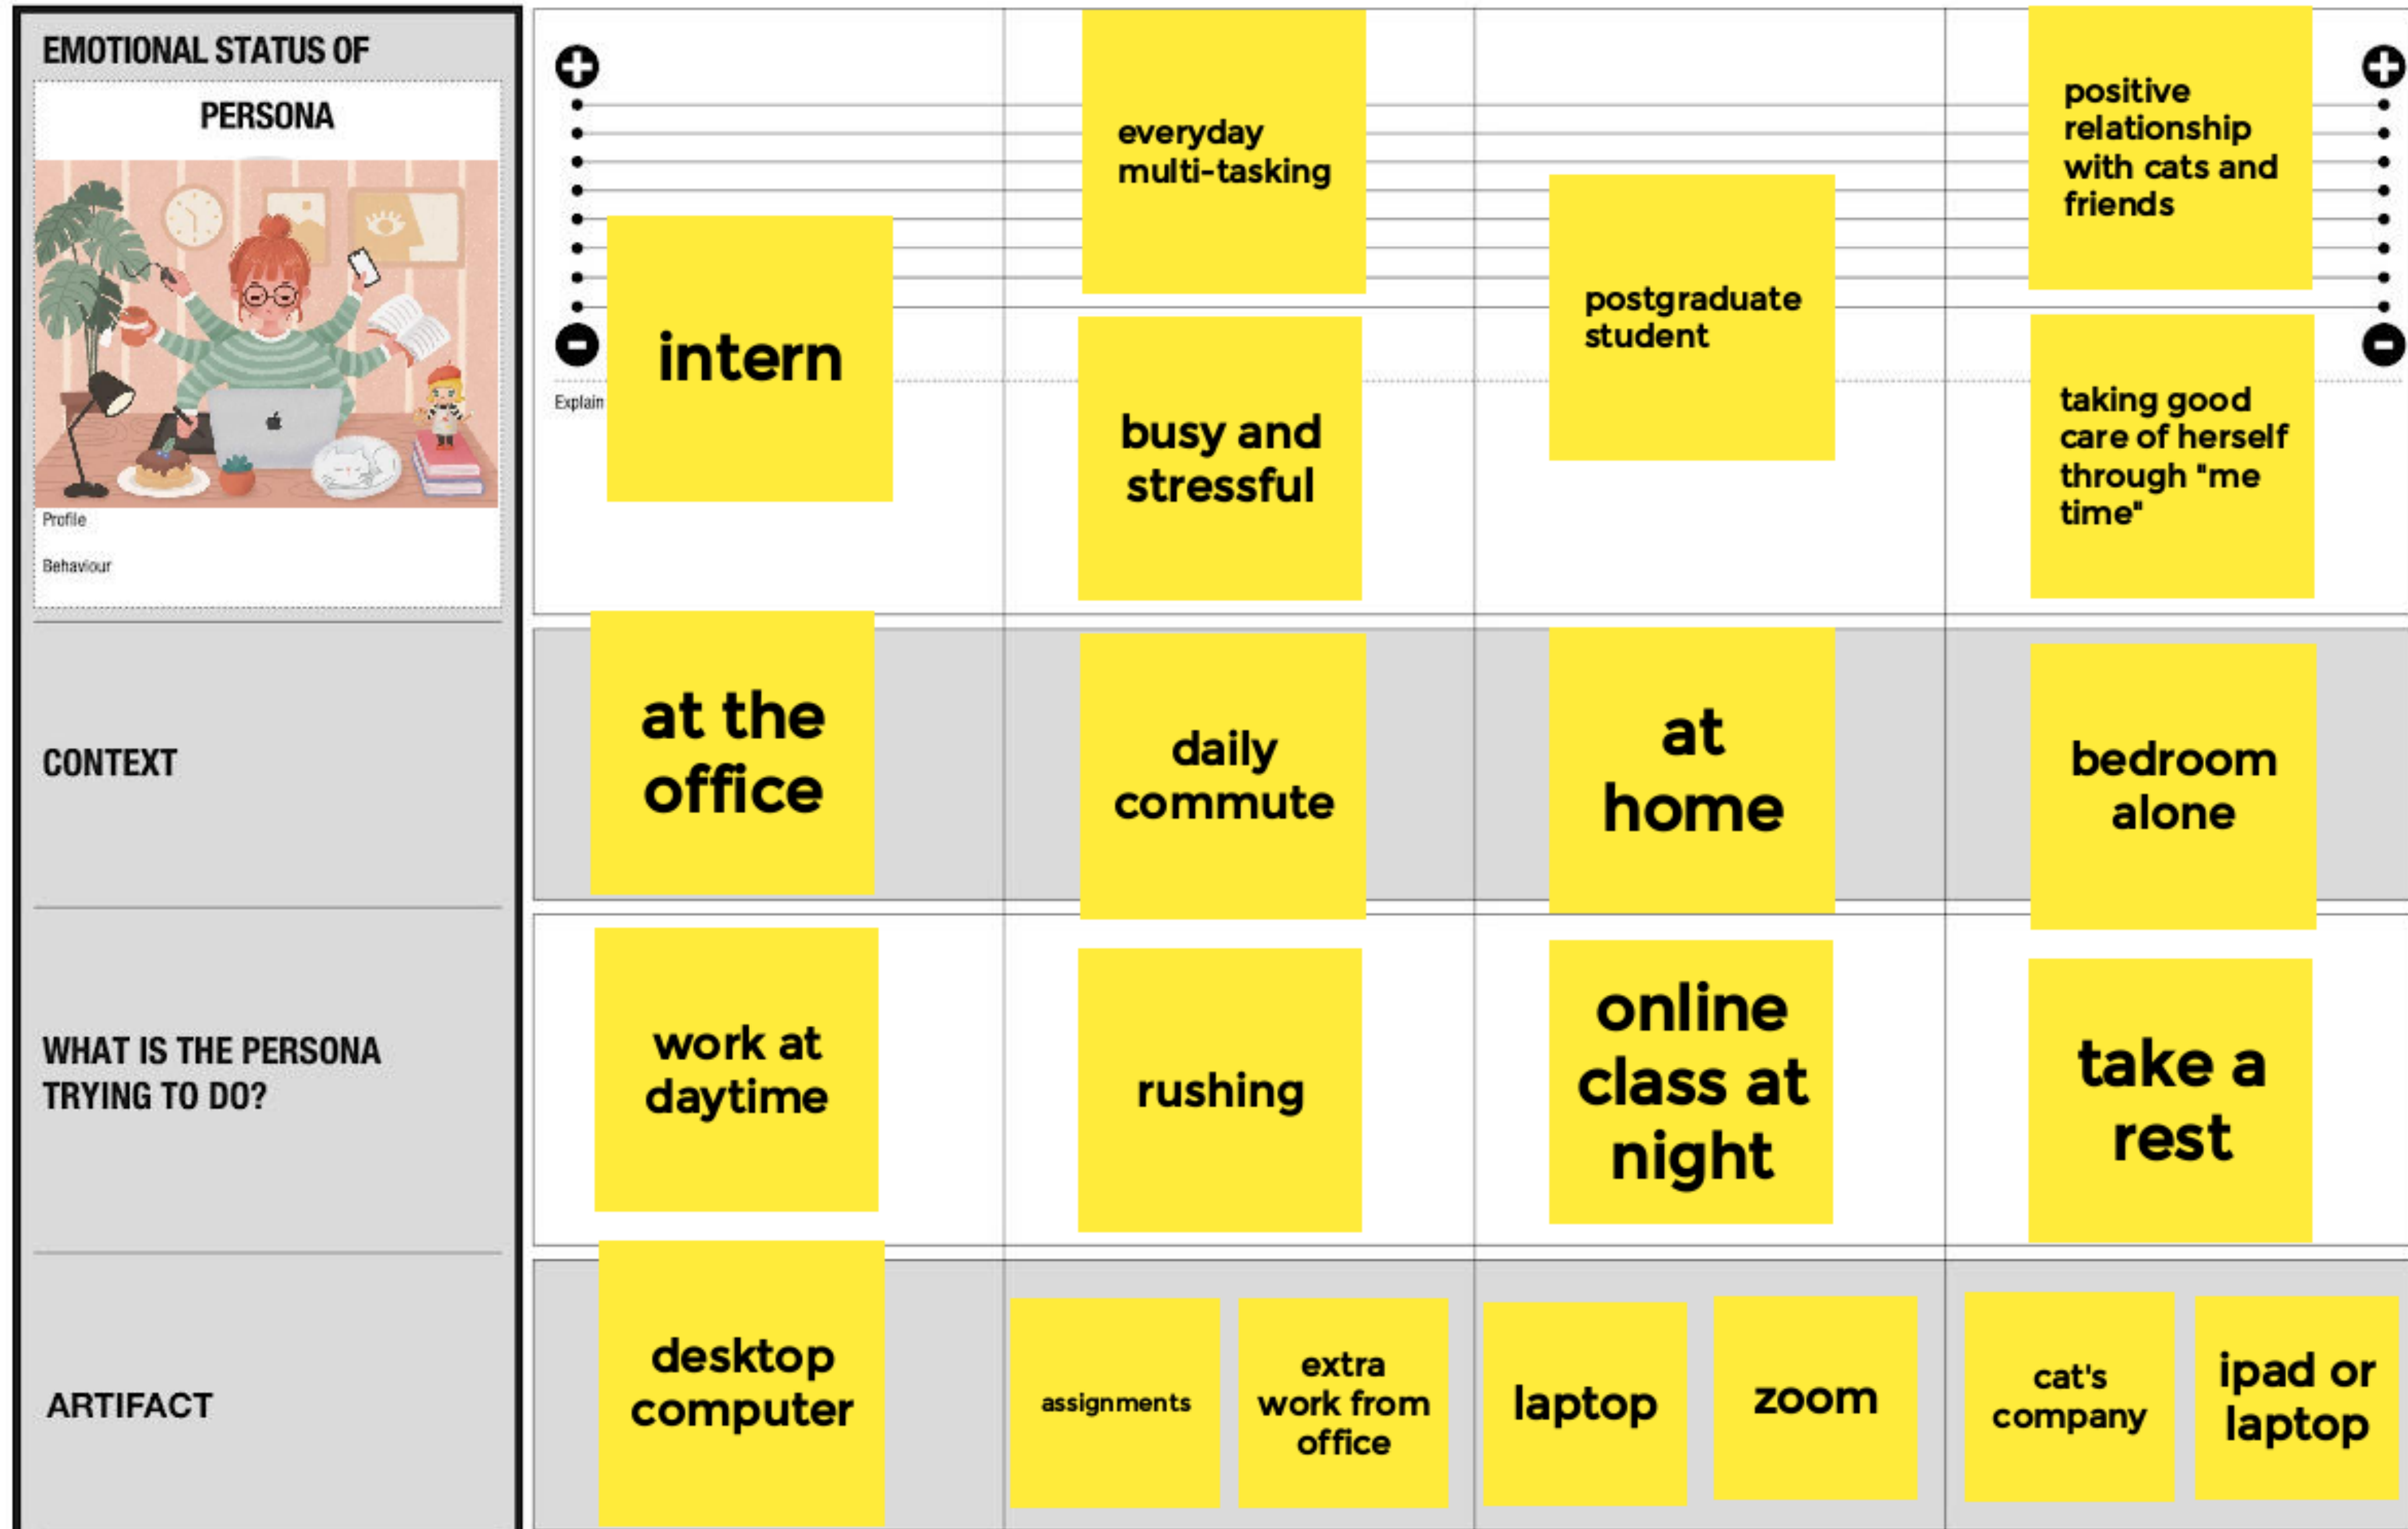 EMOTIONAL STATUS OF
PERSONA
Profile
Behaviour
Explain
intern
everyday
multi-tasking
busy and
stressful
postgraduate
student
positive
relationship
with cats and
friends
taking good
care of herself
through "me
time"
CONTEXT
at the
office
daily
commute
at
home
bedroom
alone
WHAT IS THE PERSONA
TRYING TO DO?
work at
daytime
rushing
online
class at
night
take a
rest
ARTIFACT
desktop
computer
assignments
extra
work from
office
laptop
zoom
cat's
company
ipad or
laptop